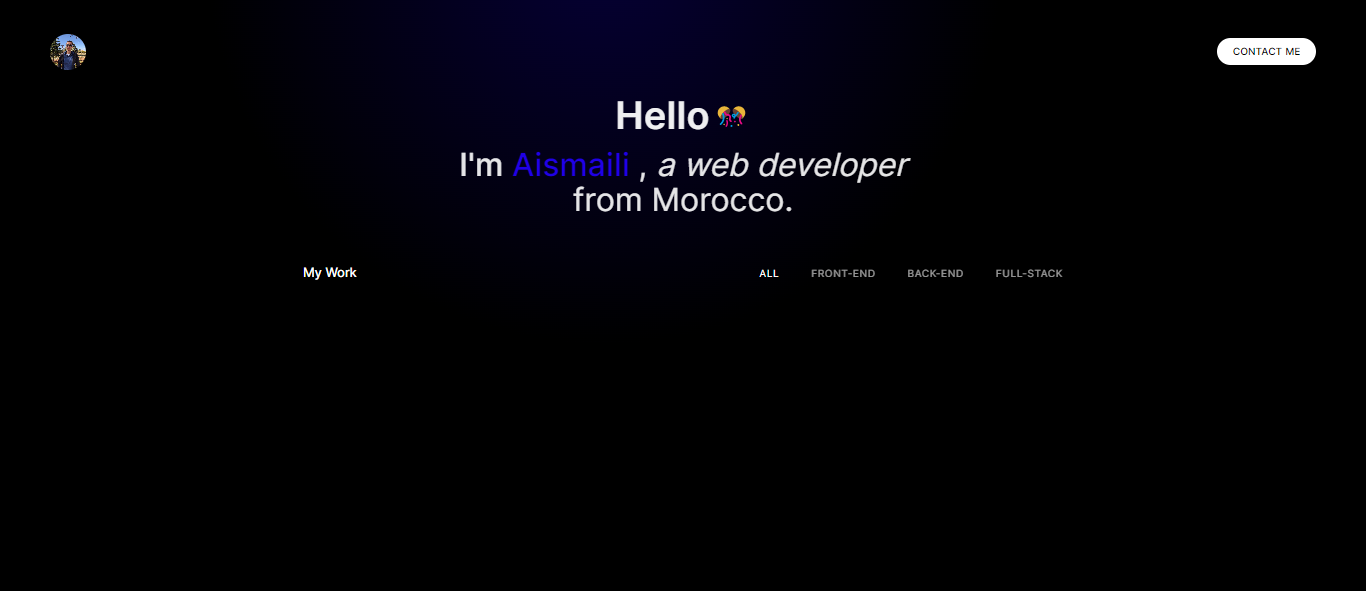 CONTACT ME
Hello
I'm Aismaili , a web developer
from Morocco.
My Work
ALL FRONT-END BACK-END FULL-STACK